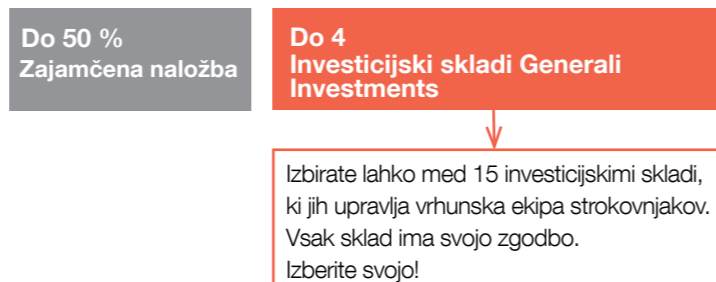 Do 50 %
Zajamčena naložba
Do 4
Investicijski skladi Generali
Investments
Izbirate lahko med 15 investicijskimi skladi,
ki jih upravlja vrhunska ekipa strokovnjakov.
Vsak sklad ima svojo zgodbo.
Izberite svojo!